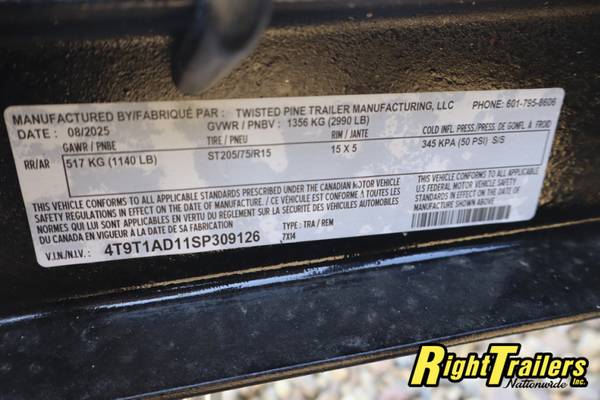 MANUFACTURED BY/FABRIQUÉ PAR : TWISTED PINE TRAILER MANUFACTURING, LLC PHONE: 601-795-8606
DATE : 08/2025 GVWR / PNBV : 1356 KG (2990 LB)
GAWR / PNBE TIRE / PNEU RIM / JANTE COLD INFL. PRESS./PRESS. DE GONFL. A FROID
RR/AR 517 KG (1140 LB) ST205/75/R15 15 X 5 345 KPA (50 PSI) S/S
THIS VEHICLE CONFORMS TO ALL APPLICABLE STANDARDS PRESCRIBED UNDER THE CANADIAN MOTOR VEHICLE
SAFETY REGULATIONS IN EFFECT ON THE DATE OF MANUFACTURE. / CE VEHICULE EST CONFORME A TOUTES LES
NORMES QUI LUI SONT APPLICABLES EN VERTU DU REGLEMENT SUR LA SECURITE DES VEHICULES AUTOMOBILES
DU CANADA EN VIGUEUR A LA DATE DE SA FABRICATION
THIS VEHICLE CONFORMS TO ALL APPLICABLE
U.S FEDERAL MOTOR VEHICLE SAFETY
STANDARDS IN EFFECT ON THE DATE OF
MANUFACTURE SHOWN ABOVE
V.I.N./N.I.V. : 4T9T1AD11SP309126 TYPE : TRA / REM
7X14
RIGHTTRAILERS
Nationwide Inc.